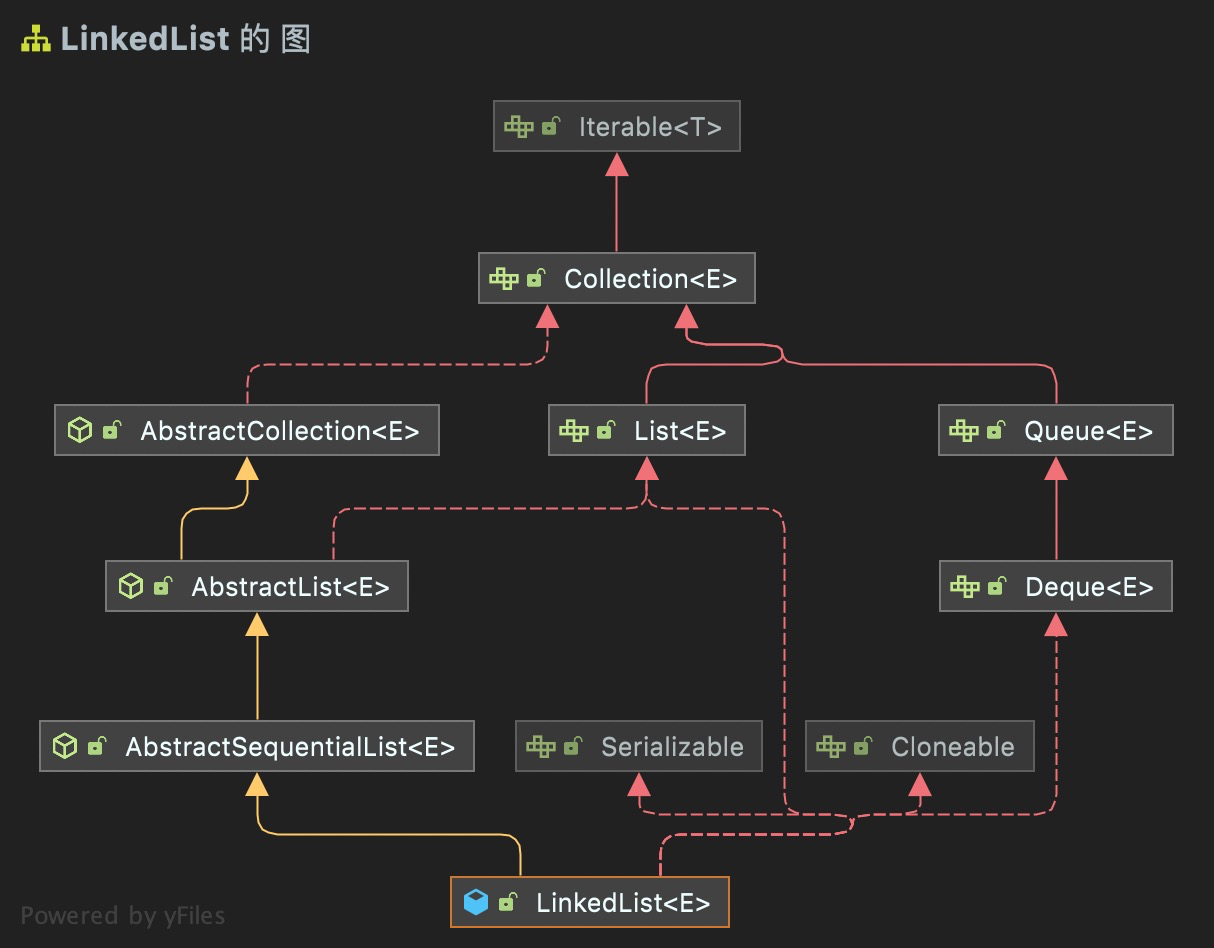 LinkedList 的 图
Iterable<T>
Collection<E>
AbstractCollection<E>
List<E>
Queue<E>
AbstractList<E>
Deque<E>
AbstractSequentialList<E>
Serializable
Cloneable
LinkedList<E>
Powered by yFiles